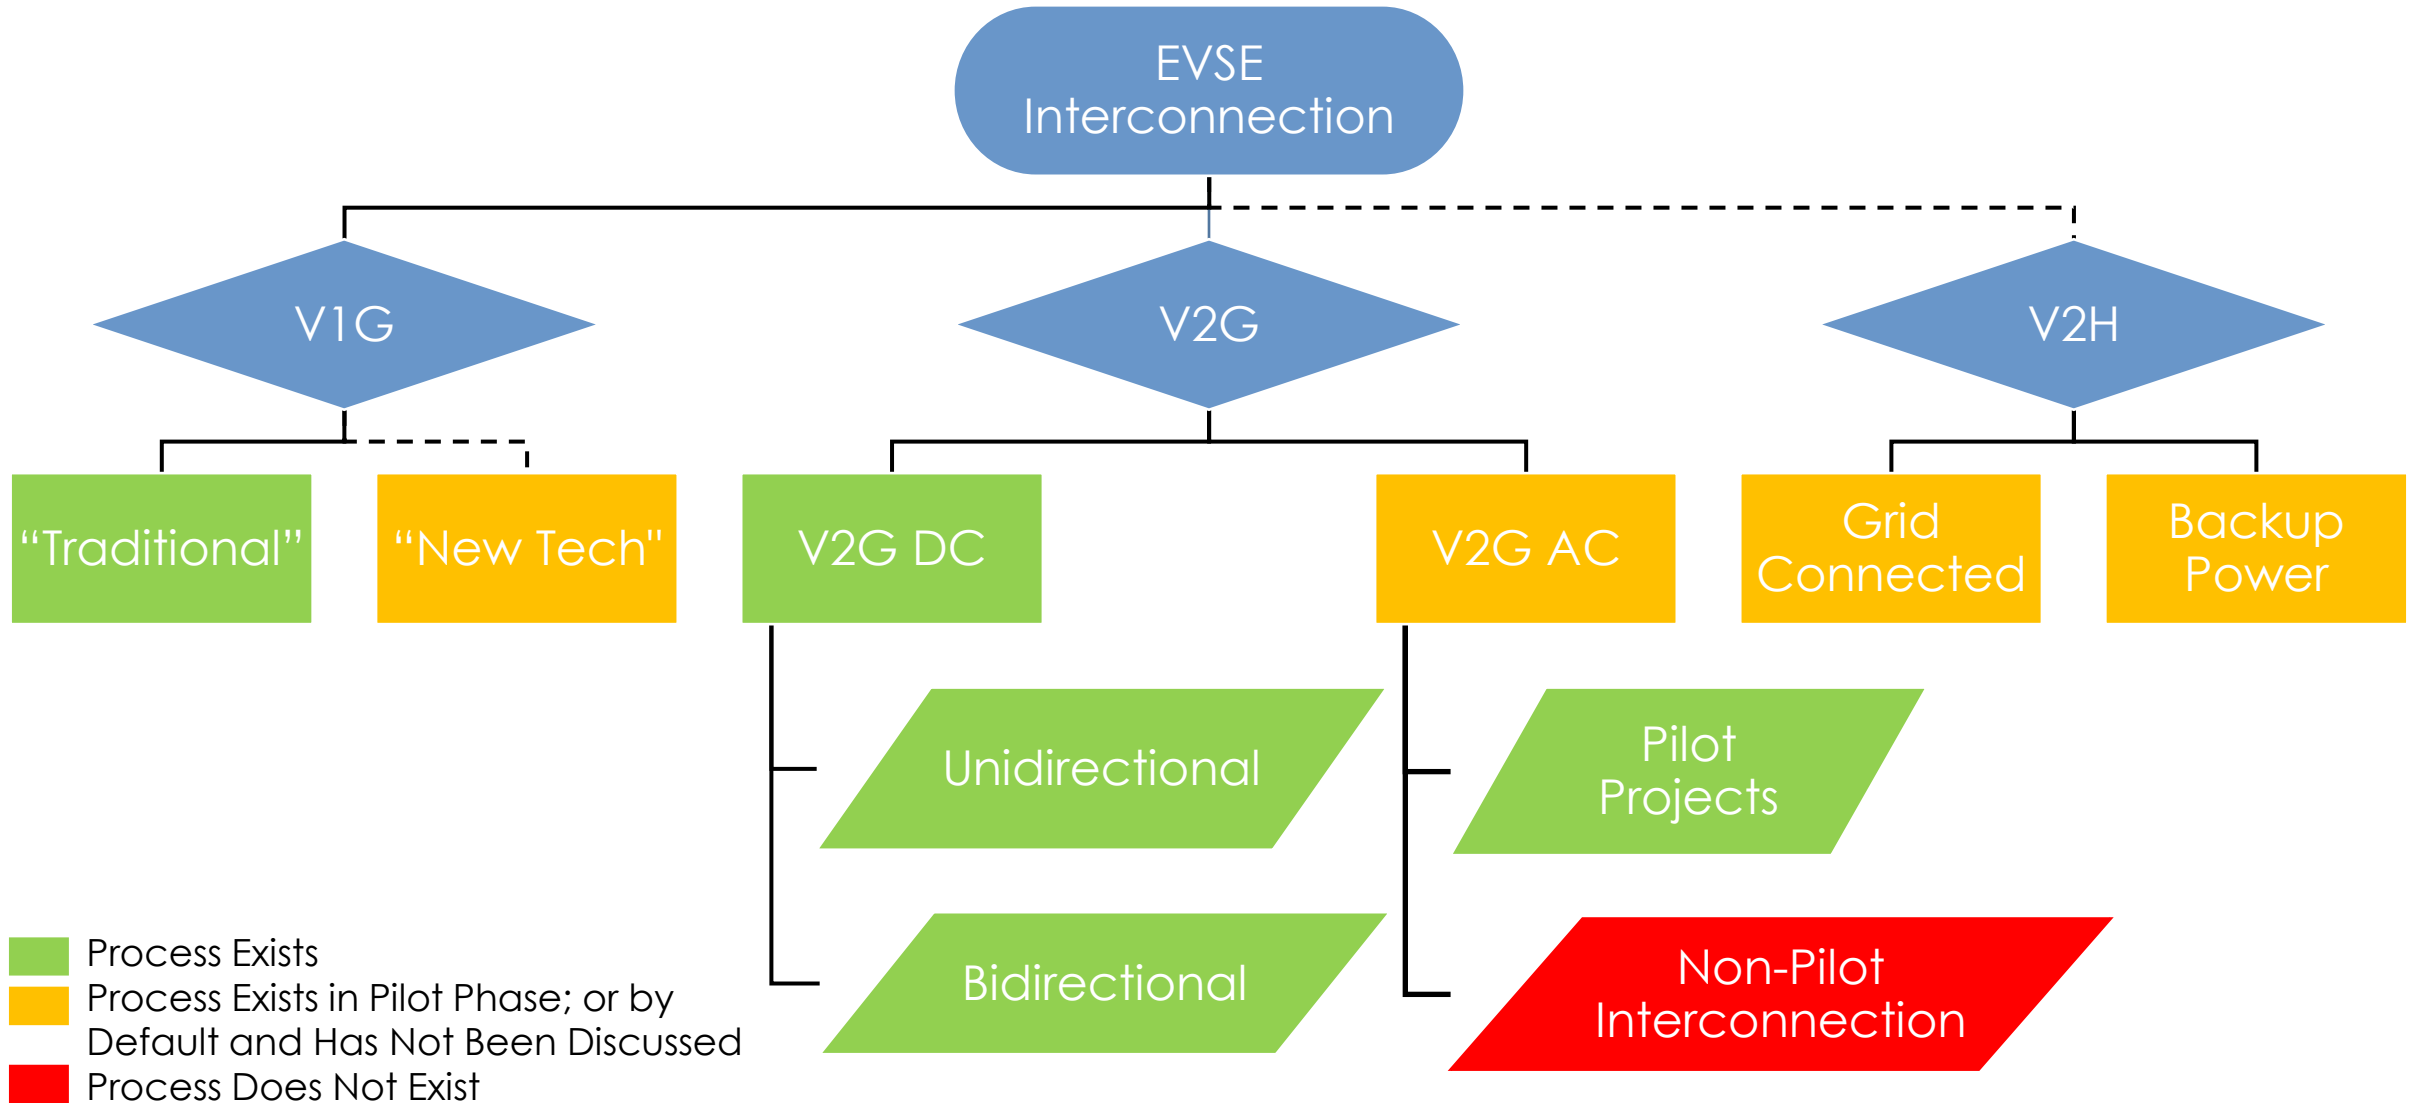 EVSE
Interconnection
V1G
V2G
V2H
“Traditional”
“New Tech"
V2G DC
V2G AC
Grid
Connected
Backup
Power
Unidirectional
Pilot
Projects
Bidirectional
Non-Pilot
Interconnection
Process Exists
Process Exists in Pilot Phase; or by
Default and Has Not Been Discussed
Process Does Not Exist